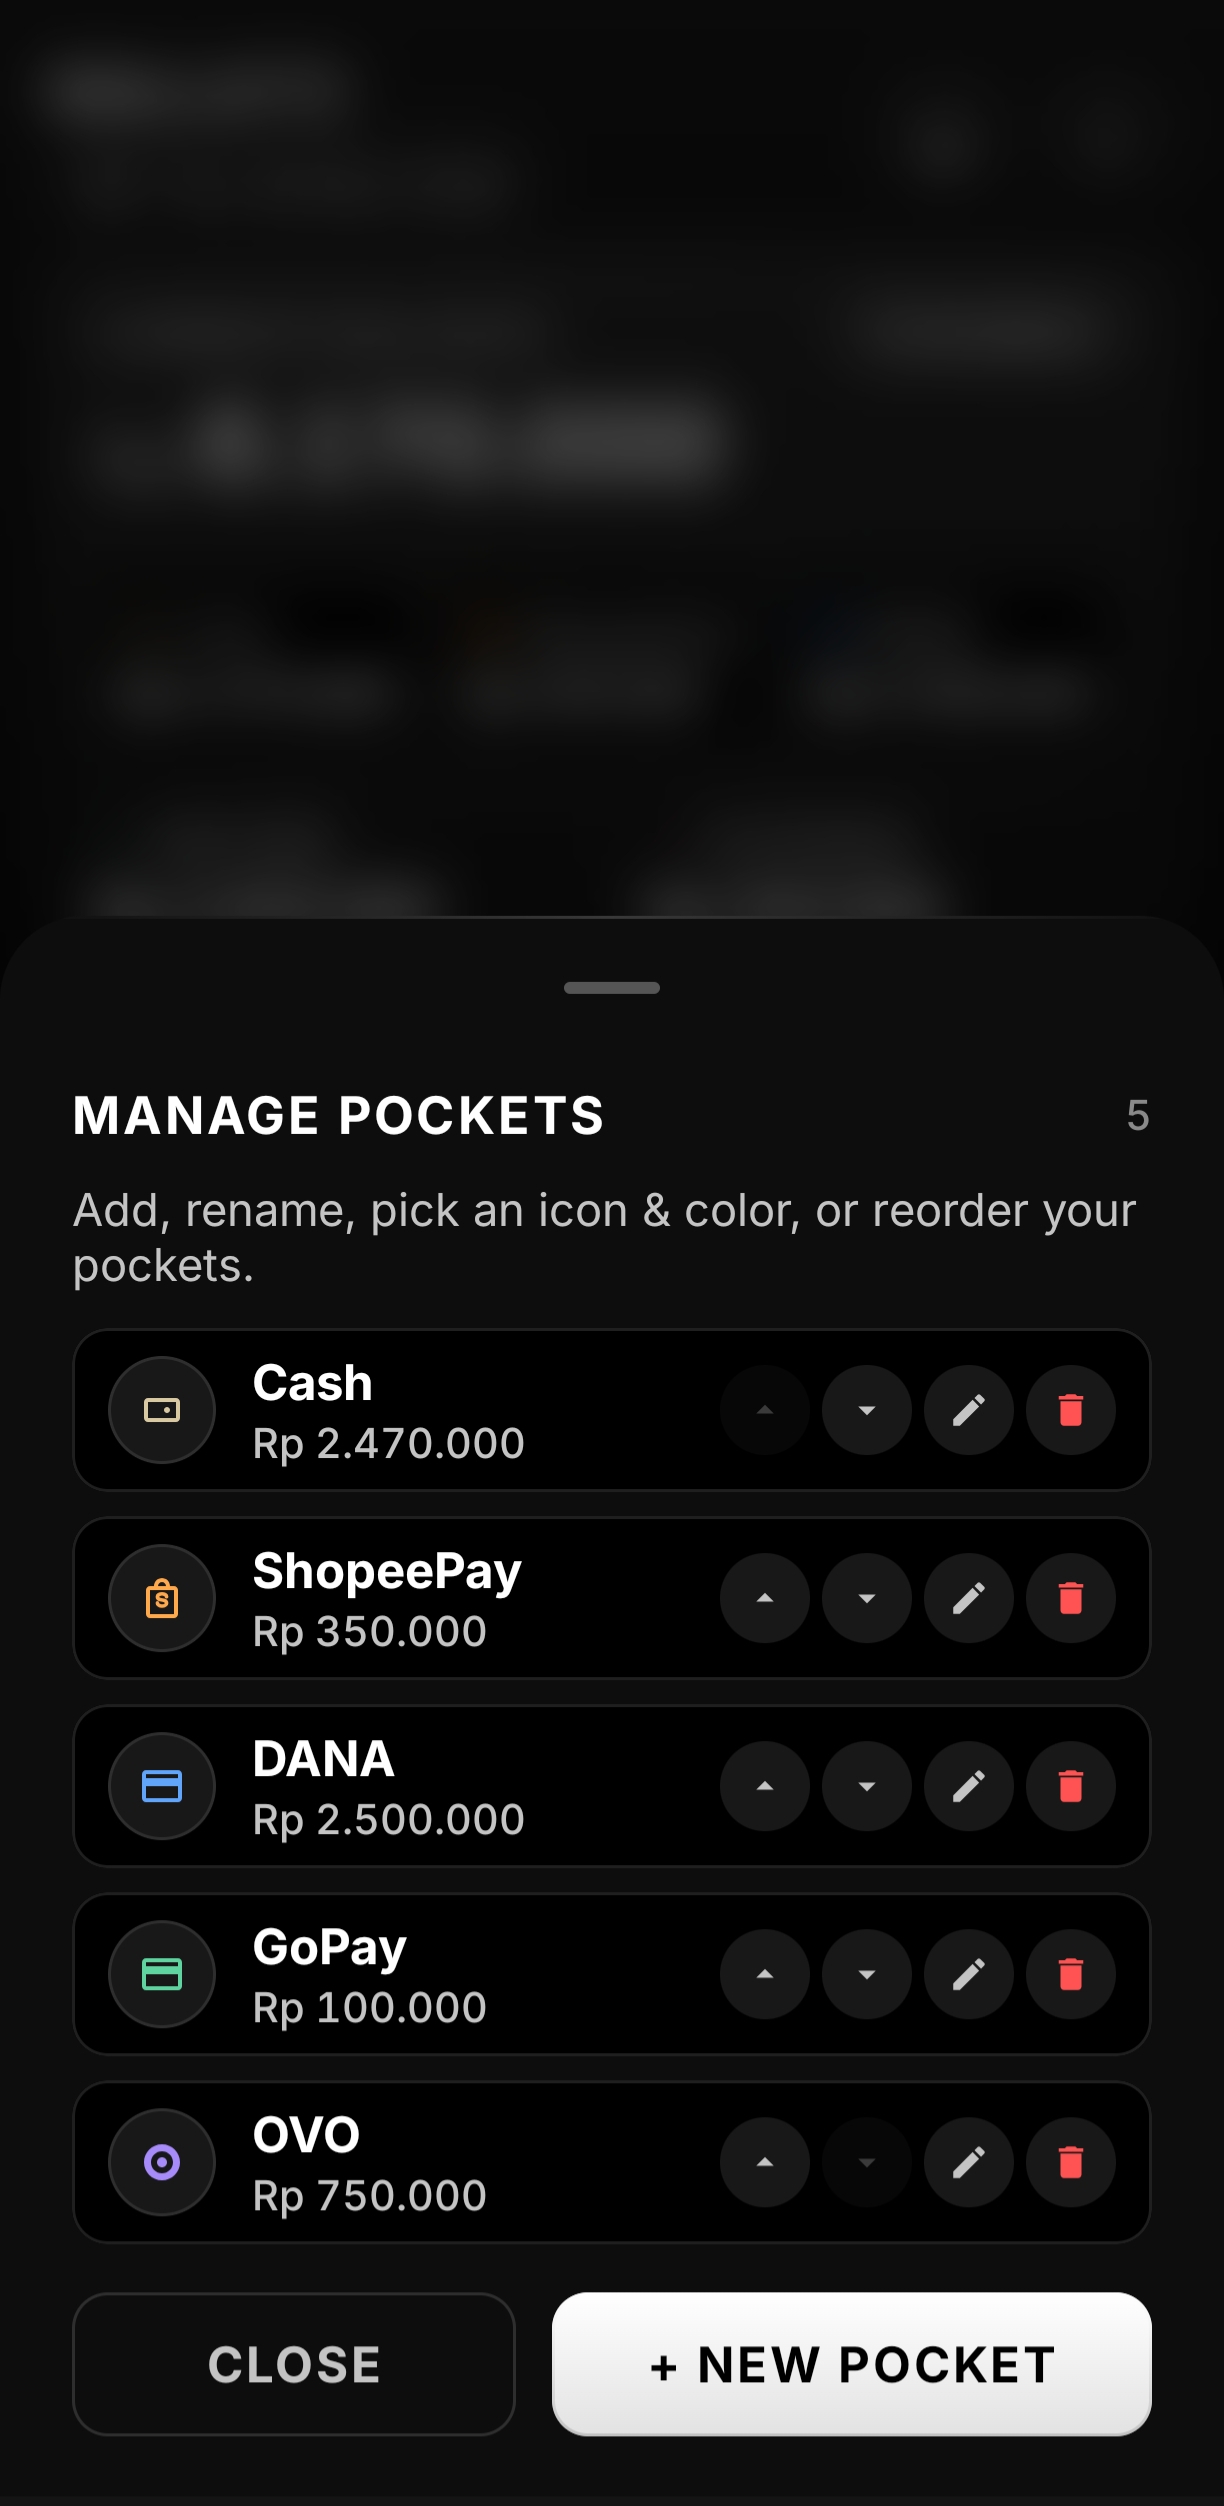 MANAGE POCKETS
5
Add, rename, pick an icon & color, or reorder your
pockets.
Cash
Rp 2.470.000
ShopeePay
Rp 350.000
DANA
Rp 2.500.000
GoPay
Rp 100.000
OVO
Rp 750.000
CLOSE
+ NEW POCKET